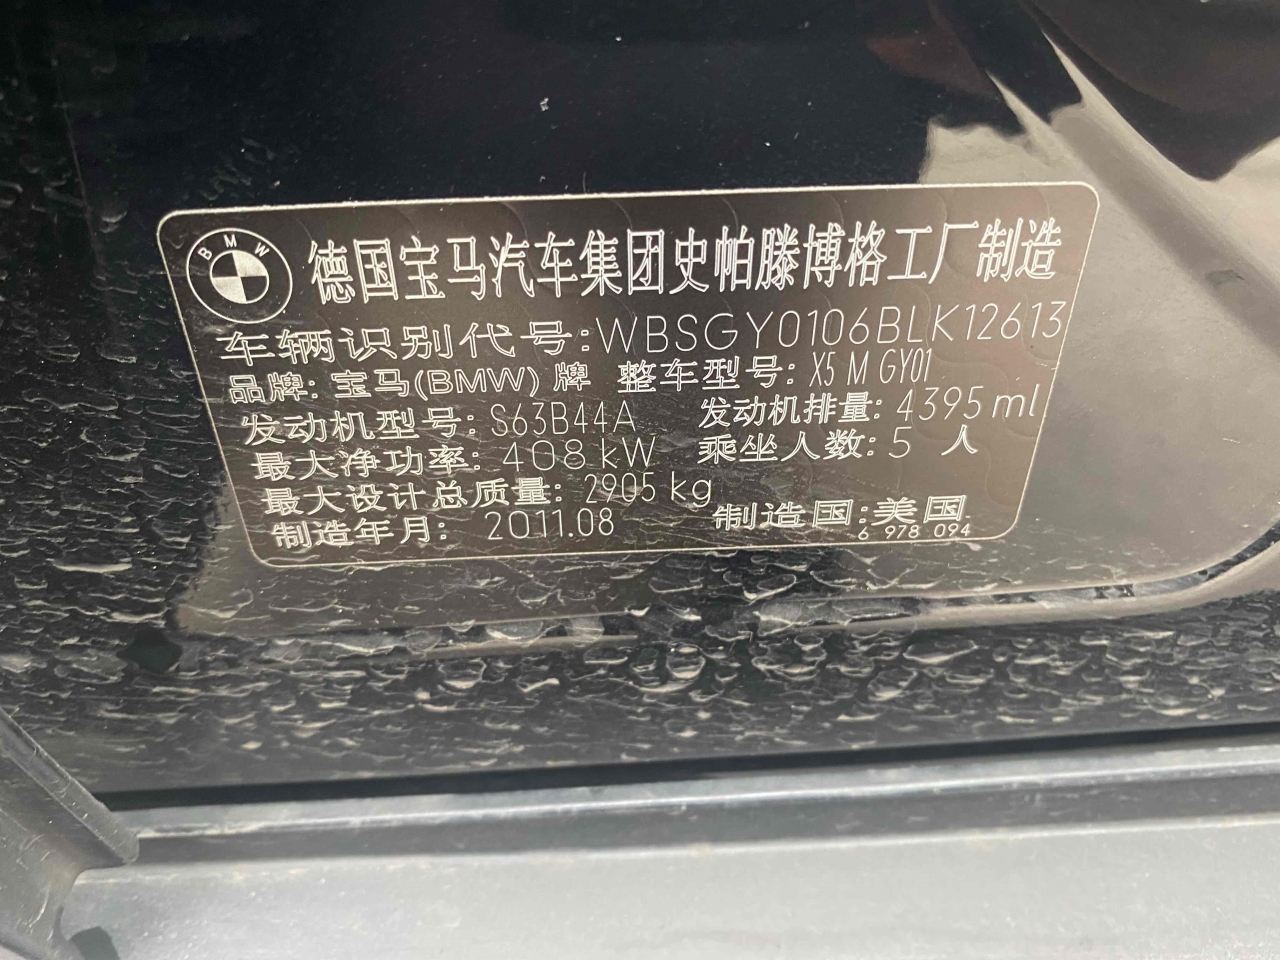 BMW
德国宝马汽车集团史帕滕博格工厂制造
车辆识别代号:WBSGY0106BLK12613
品牌:宝马(BMW)牌 整车型号:X5 M GY01
发动机型号:S63B44A 发动机排量:4395ml
最大净功率:408kW 乘坐人数:5人
最大设计总质量:2905kg
制造年月:2011.08 制造国:美国
6 978 094